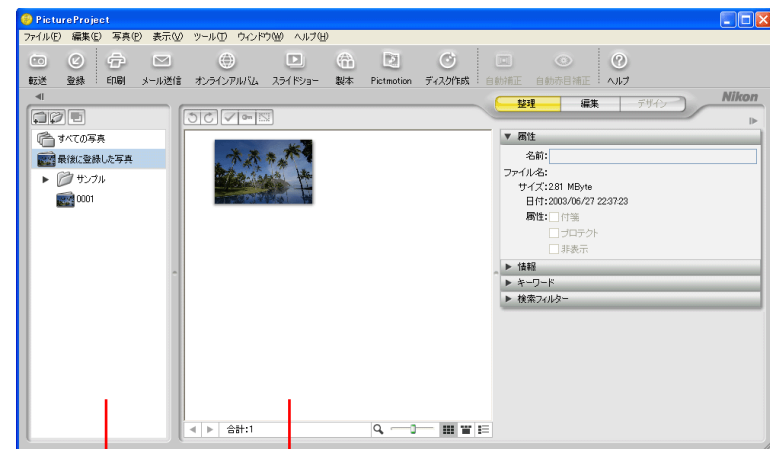 PictureProject
ファイル(F) 編集(E) 写真(P) 表示(V) ツール(T) ウィンドウ(W) ヘルプ(H)
転送 登録 印刷 メール送信 オンラインアルバム スライドショー 製本 Pictmotion ディスク作成 自動補正 自動赤目補正 ヘルプ
整理 編集 デザイン Nikon
すべての写真
最後に登録した写真
サンプル
0001
合計:1
属性
名前:
ファイル名:
サイズ:2.81 MByte
日付:2003/06/27 22:37:23
属性: 付箋
プロテクト
非表示
情報
キーワード
検索フィルター